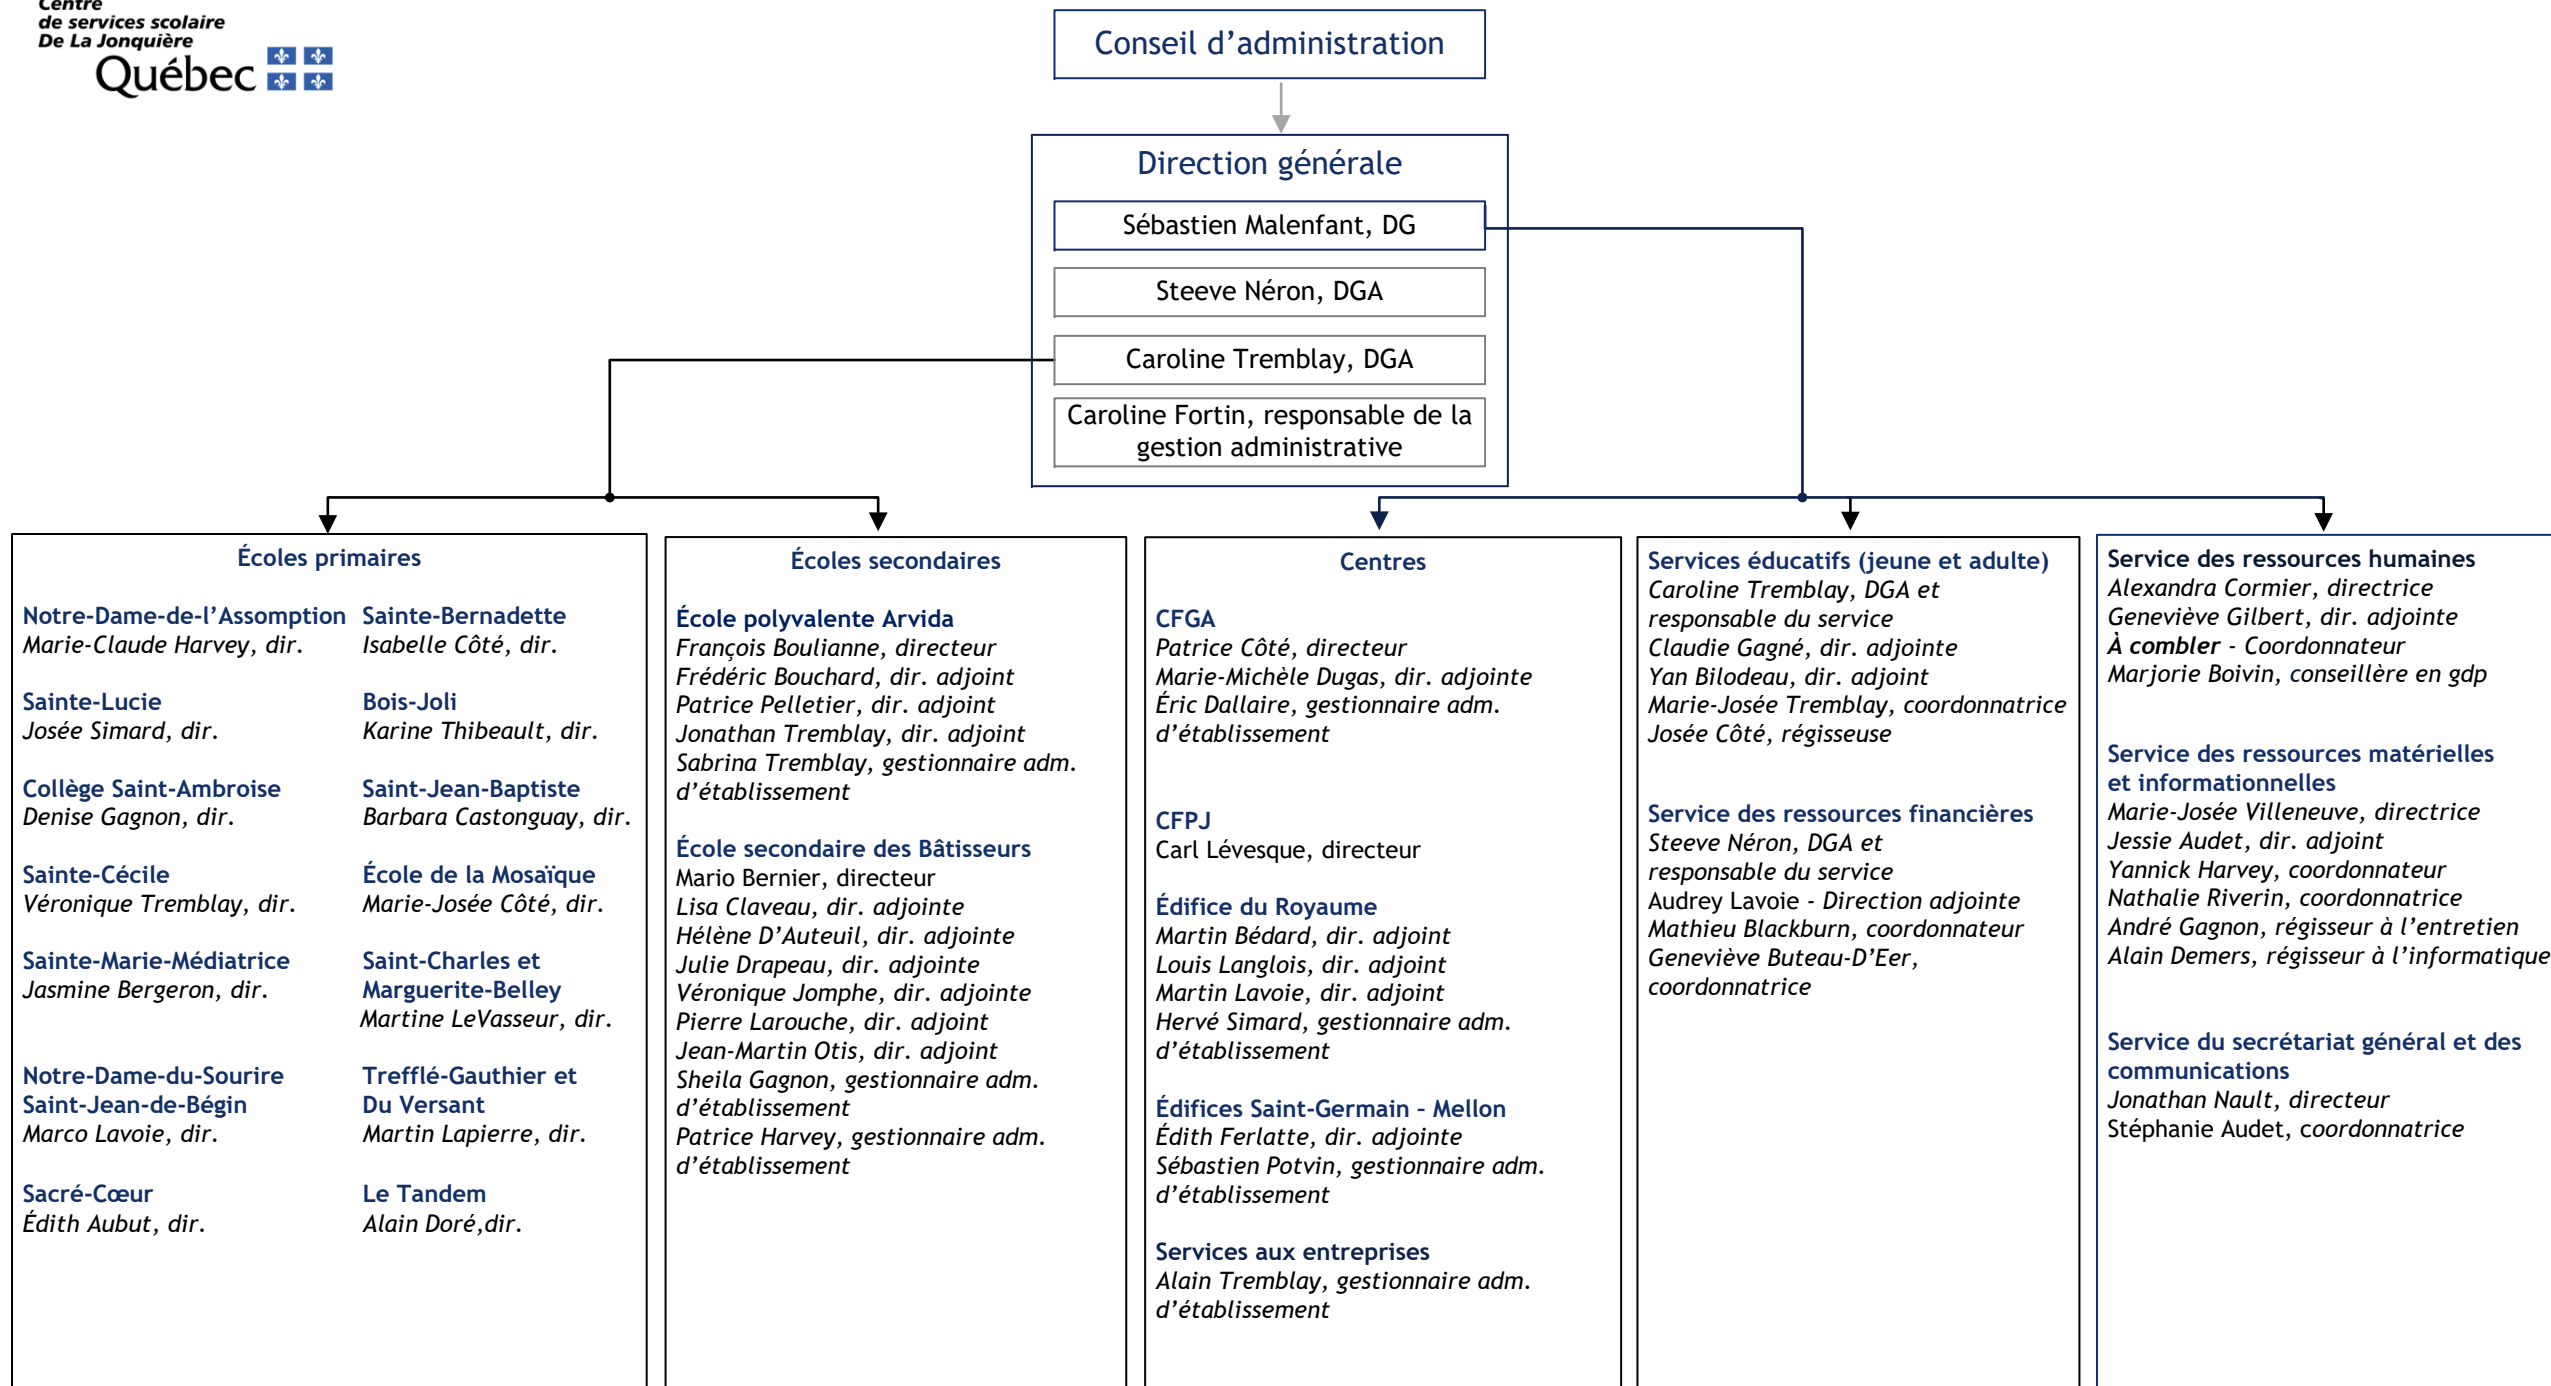 Centre
de services scolaire
De La Jonquière
Québec
Conseil d'administration
Direction générale
Sébastien Malenfant, DG
Steeve Néron, DGA
Caroline Tremblay, DGA
Caroline Fortin, responsable de la
gestion administrative
Écoles primaires
Notre-Dame-de-l'Assomption
Marie-Claude Harvey, dir.
Sainte-Lucie
Josée Simard, dir.
Collège Saint-Ambroise
Denise Gagnon, dir.
Sainte-Cécile
Véronique Tremblay, dir.
Sainte-Marie-Médiatrice
Jasmine Bergeron, dir.
Notre-Dame-du-Sourire
Saint-Jean-de-Bégin
Marco Lavoie, dir.
Sacré-Cœur
Édith Aubut, dir.
Sainte-Bernadette
Isabelle Côté, dir.
Bois-Joli
Karine Thibeault, dir.
Saint-Jean-Baptiste
Barbara Castonguay, dir.
École de la Mosaïque
Marie-Josée Côté, dir.
Saint-Charles et
Marguerite-Belley
Martine LeVasseur, dir.
Trefflé-Gauthier et
Du Versant
Martin Lapierre, dir.
Le Tandem
Alain Doré,dir.
Écoles secondaires
École polyvalente Arvida
François Boulianne, directeur
Frédéric Bouchard, dir. adjoint
Patrice Pelletier, dir. adjoint
Jonathan Tremblay, dir. adjoint
Sabrina Tremblay, gestionnaire adm.
d'établissement
École secondaire des Bâtisseurs
Mario Bernier, directeur
Lisa Claveau, dir. adjointe
Hélène D'Auteuil, dir. adjointe
Julie Drapeau, dir. adjointe
Véronique Jomphe, dir. adjointe
Pierre Larouche, dir. adjoint
Jean-Martin Otis, dir. adjoint
Sheila Gagnon, gestionnaire adm.
d'établissement
Patrice Harvey, gestionnaire adm.
d'établissement
Centres
CFGA
Patrice Côté, directeur
Marie-Michèle Dugas, dir. adjointe
Éric Dallaire, gestionnaire adm.
d'établissement
CFPJ
Carl Lévesque, directeur
Édifice du Royaume
Martin Bédard, dir. adjoint
Louis Langlois, dir. adjoint
Martin Lavoie, dir. adjoint
Hervé Simard, gestionnaire adm.
d'établissement
Édifices Saint-Germain – Mellon
Édith Ferlatte, dir. adjointe
Sébastien Potvin, gestionnaire adm.
d'établissement
Services aux entreprises
Alain Tremblay, gestionnaire adm.
d'établissement
Services éducatifs (jeune et adulte)
Caroline Tremblay, DGA et
responsable du service
Claudie Gagné, dir. adjointe
Yan Bilodeau, dir. adjoint
Marie-Josée Tremblay, coordonnatrice
Josée Côté, régisseuse
Service des ressources financières
Steeve Néron, DGA et
responsable du service
Audrey Lavoie - Direction adjointe
Mathieu Blackburn, coordonnateur
Geneviève Buteau-D'Eer,
coordonnatrice
Service des ressources humaines
Alexandra Cormier, directrice
Geneviève Gilbert, dir. adjointe
À combler - Coordonnateur
Marjorie Boivin, conseillère en gdp
Service des ressources matérielles
et informationnelles
Marie-Josée Villeneuve, directrice
Jessie Audet, dir. adjoint
Yannick Harvey, coordonnateur
Nathalie Riverin, coordonnatrice
André Gagnon, régisseur à l'entretien
Alain Demers, régisseur à l'informatique
Service du secrétariat général et des
communications
Jonathan Nault, directeur
Stéphanie Audet, coordonnatrice